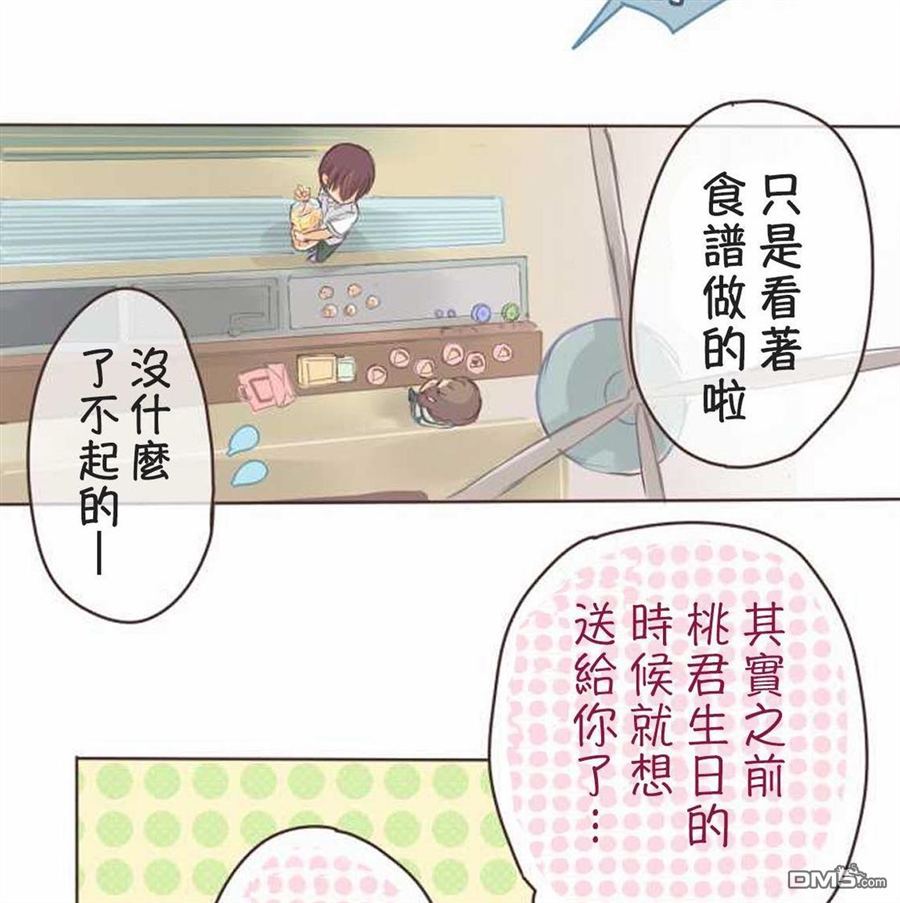 只是看著
食譜做的啦
沒什麼
了不起的ー
其實之前
桃君生日的
時候就想
送給你了…
DM5.com